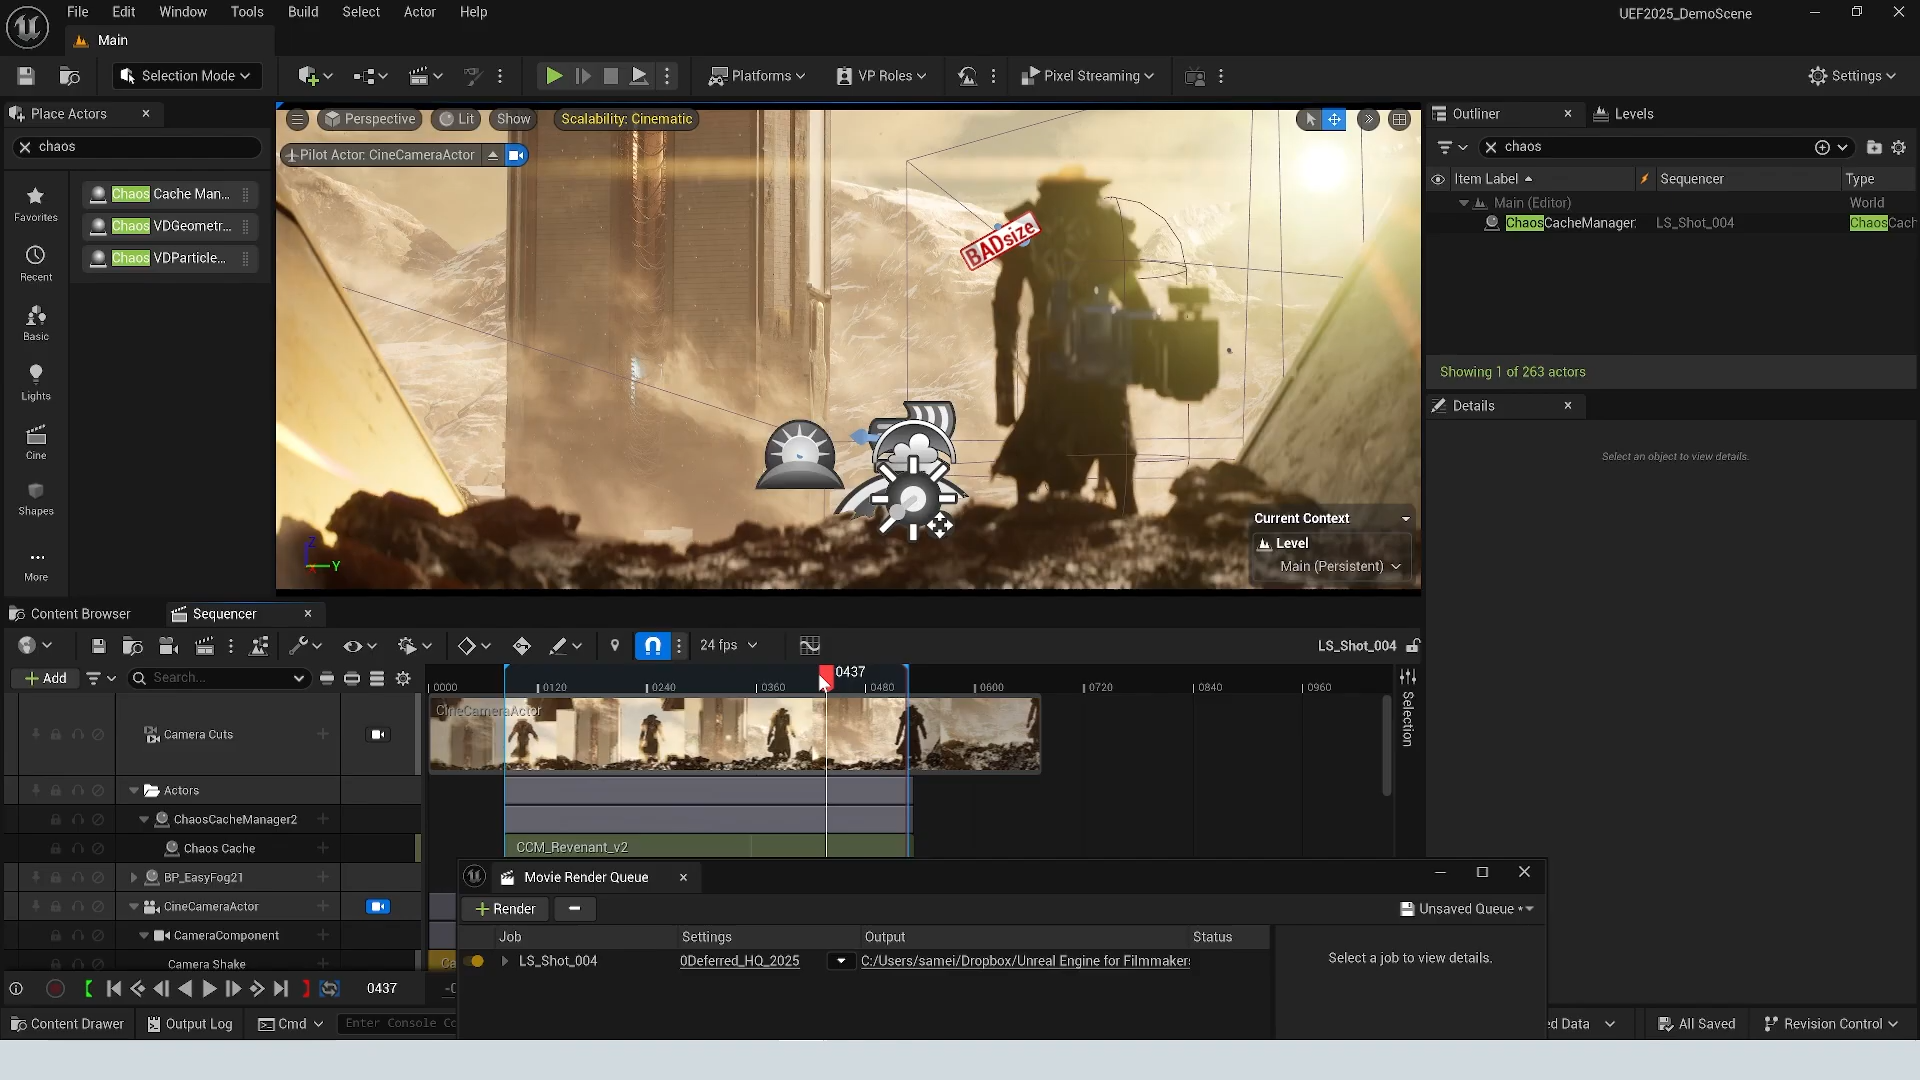 File Edit Window Tools Build Select Actor Help
UEF2025_DemoScene
Main
Selection Mode
Platforms
VP Roles
Pixel Streaming
Settings
Place Actors
chaos
Favorites
Recent
Basic
Lights
Cine
Shapes
More
Chaos Cache Man...
Chaos VDGeometr...
Chaos VDParticle...
Perspective
Lit
Show
Scalability: Cinematic
Pilot Actor: CineCameraActor
BADsize
Z
Y
Current Context
Level
Main (Persistent)
Outliner
Levels
chaos
Item Label Sequencer Type
Main (Editor) World
ChaosCacheManager: LS_Shot_004 ChaosCach
Showing 1 of 263 actors
Details
Select an object to view details.
Content Browser
Sequencer
24 fps
LS_Shot_004
Add
Search...
0437
0000 0120 0240 0360 0480 0600 0720 0840 0960
Selection
CineCameraActor
Camera Cuts
Actors
ChaosCacheManager2
Chaos Cache
CCM_Revenant_v2
BP_EasyFog21
CineCameraActor
CameraComponent
Camera Shake
Ca
0437
Movie Render Queue
Render
Unsaved Queue *
Job Settings Output Status
LS_Shot_004 0Deferred_HQ_2025 C:/Users/samei/Dropbox/Unreal Engine for Filmmaker:
Select a job to view details.
Content Drawer
Output Log
Cmd
Enter Console Co
ed Data
All Saved
Revision Control